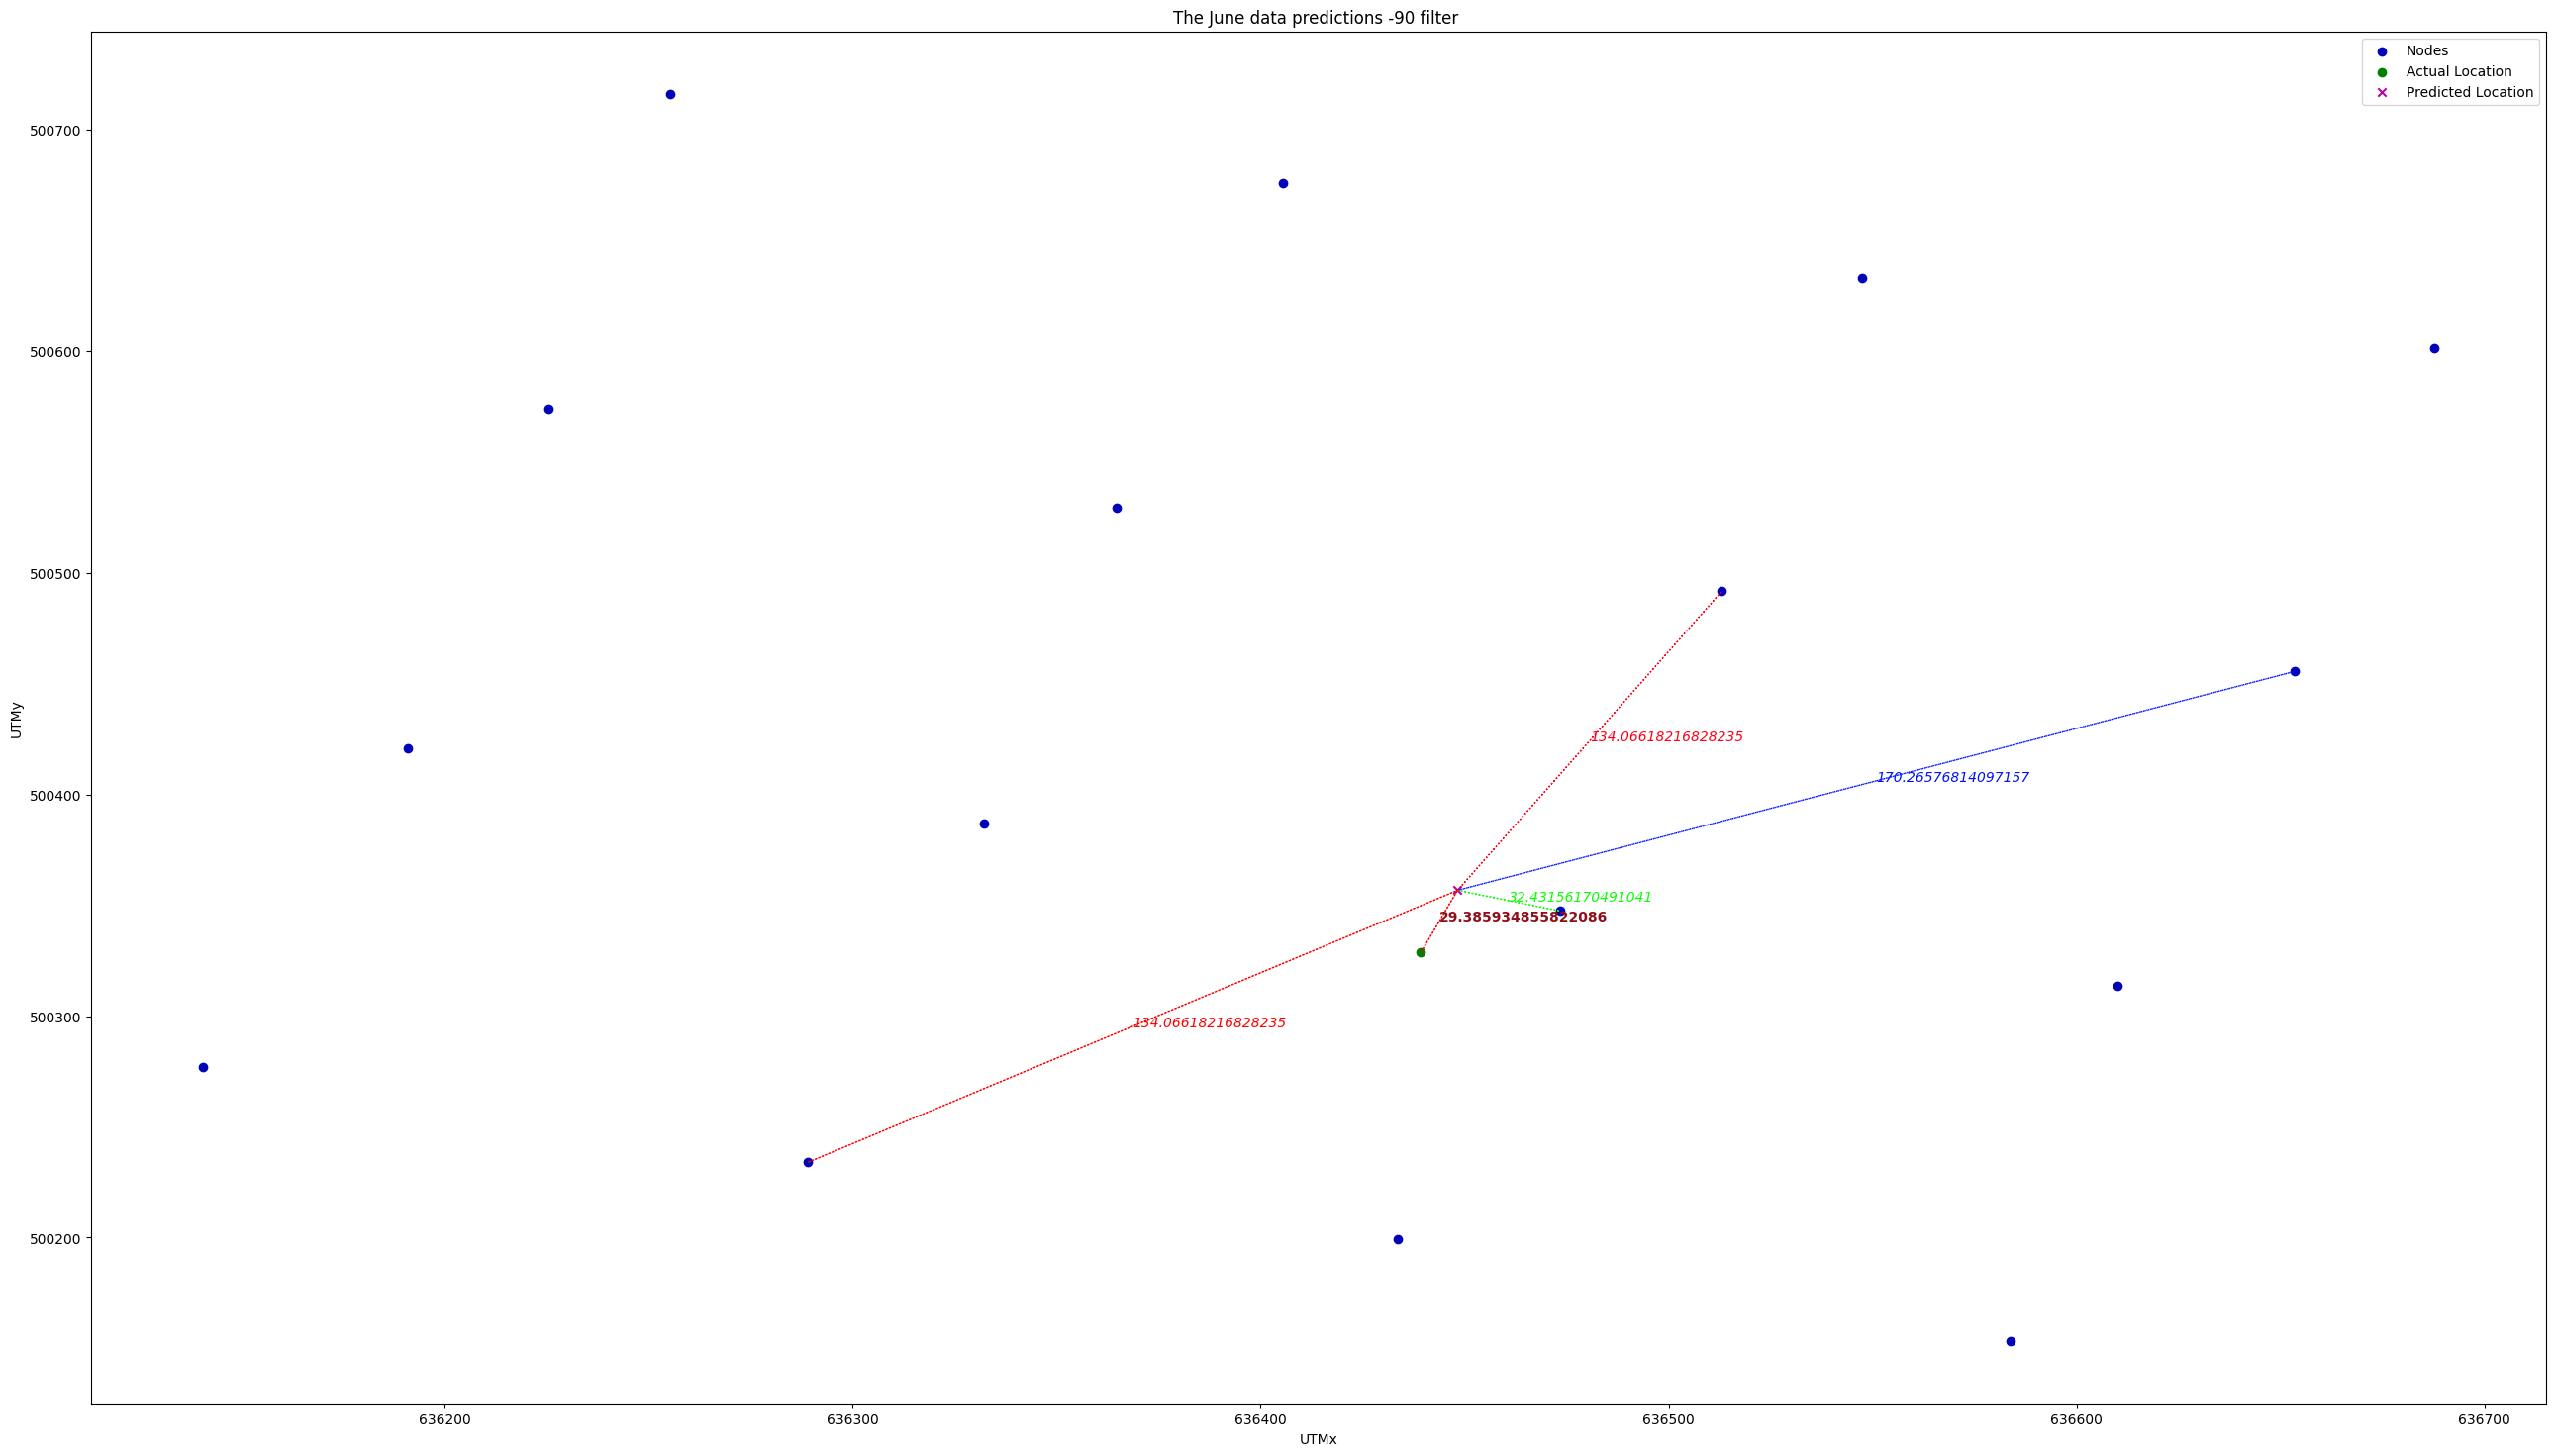 The June data predictions -90 filter
Nodes
Actual Location
Predicted Location
500700
500600
500500
500400
500300
500200
UTMy
134.06618216828235
170.26576814097157
32.43156170491041
29.385934855822086
134.06618216828235
636200
636300
636400
636500
636600
636700
UTMx